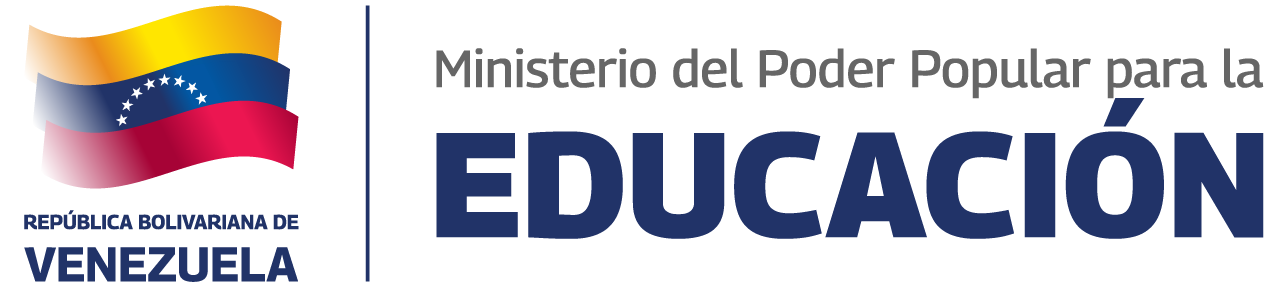 REPÚBLICA BOLIVARIANA DE
VENEZUELA
Ministerio del Poder Popular para la
EDUCACIÓN